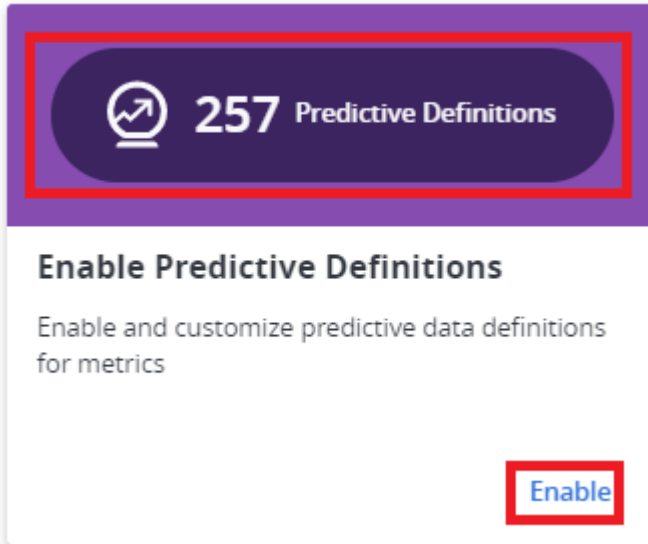 257 Predictive Definitions
Enable Predictive Definitions
Enable and customize predictive data definitions
for metrics
Enable